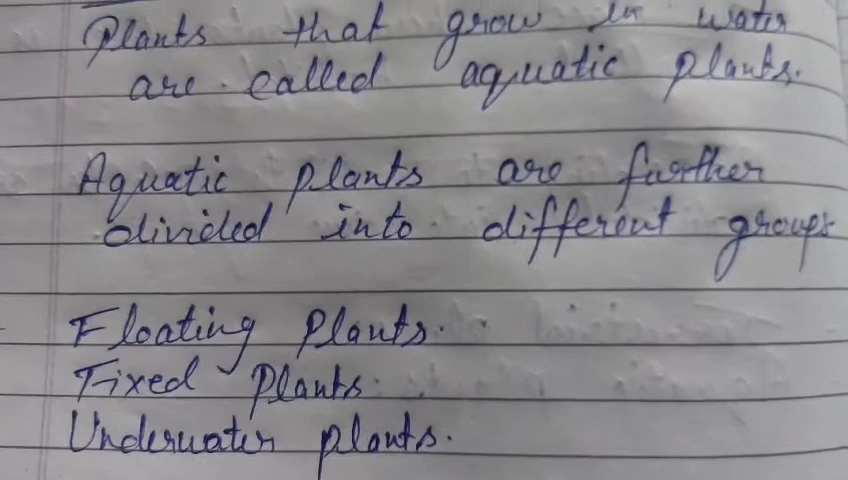 Plants that grow in water
are called aquatic plants.
Aquatic plants are further
divided into different groups
Floating Plants.
Fixed Plants.
Underwater plants.